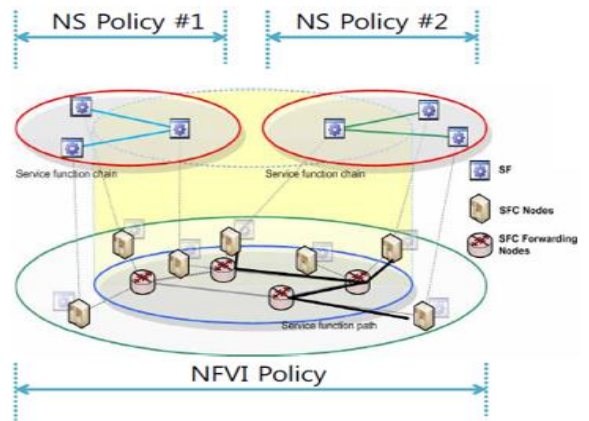 NS Policy #1
NS Policy #2
Service function chain
Service function chain
SF
SFC Nodes
SFC Forwarding
Nodes
Service function path
NFVI Policy